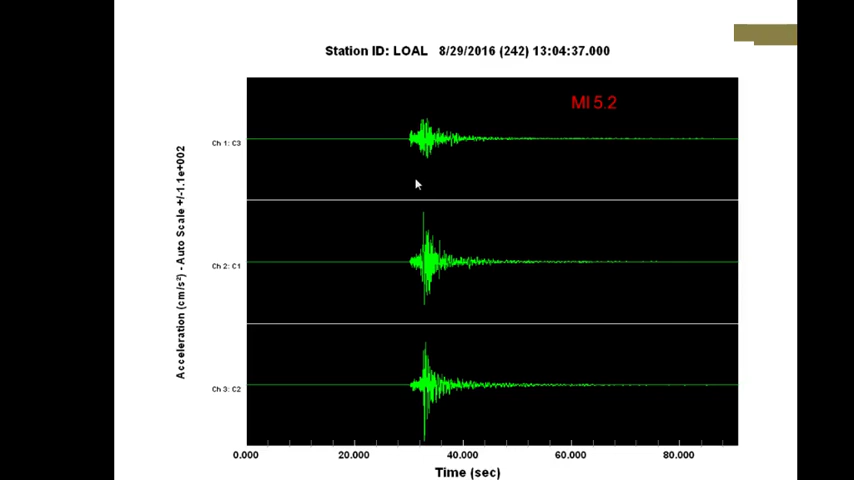 Station ID: LOAL 8/29/2016 (242) 13:04:37.000
Ml 5.2
Ch 1: C3
Ch 2: C1
Ch 3: C2
Acceleration (cm/s²) - Auto Scale +/-1.1e+002
0.000 20.000 40.000 60.000 80.000
Time (sec)